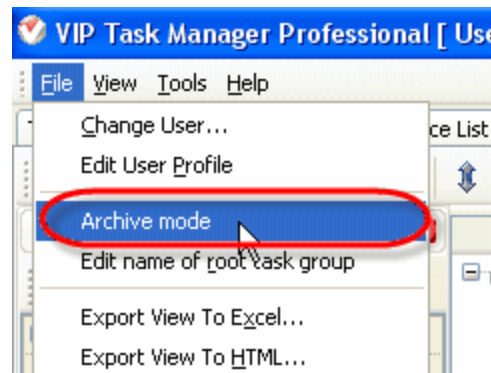 VIP Task Manager Professional [ Use
File View Tools Help
Change User...
ce List
Edit User Profile
Archive mode
Edit name of root task group
Export View To Excel...
Export View To HTML...